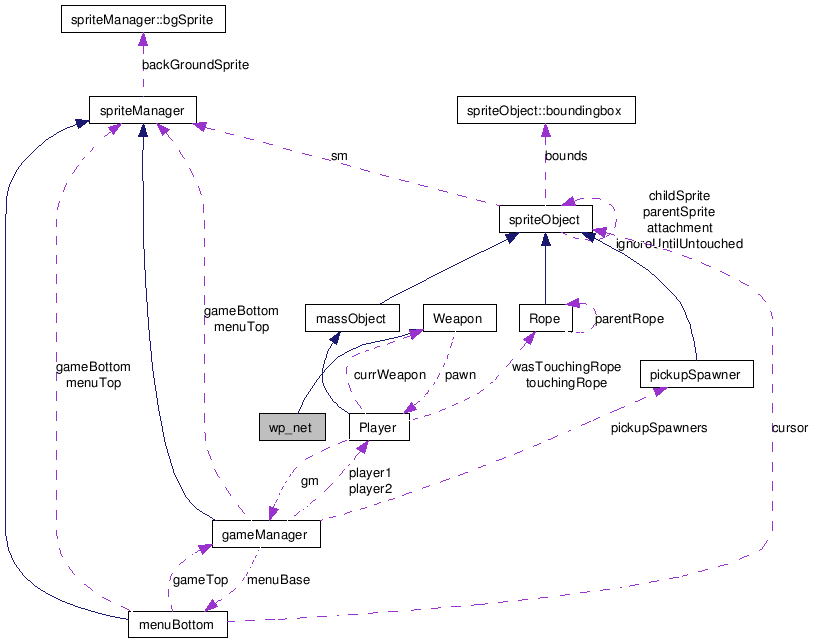 spriteManager::bgSprite
backGroundSprite
spriteManager
spriteObject::boundingbox
sm
bounds
spriteObject
childSprite
parentSprite
attachment
ignoreUntilUntouched
gameBottom
menuTop
massObject
Weapon
Rope
parentRope
gameBottom
menuTop
currWeapon
pawn
wasTouchingRope
touchingRope
pickupSpawner
wp_net
Player
pickupSpawners
cursor
gm
player1
player2
gameManager
gameTop
menuBase
menuBottom